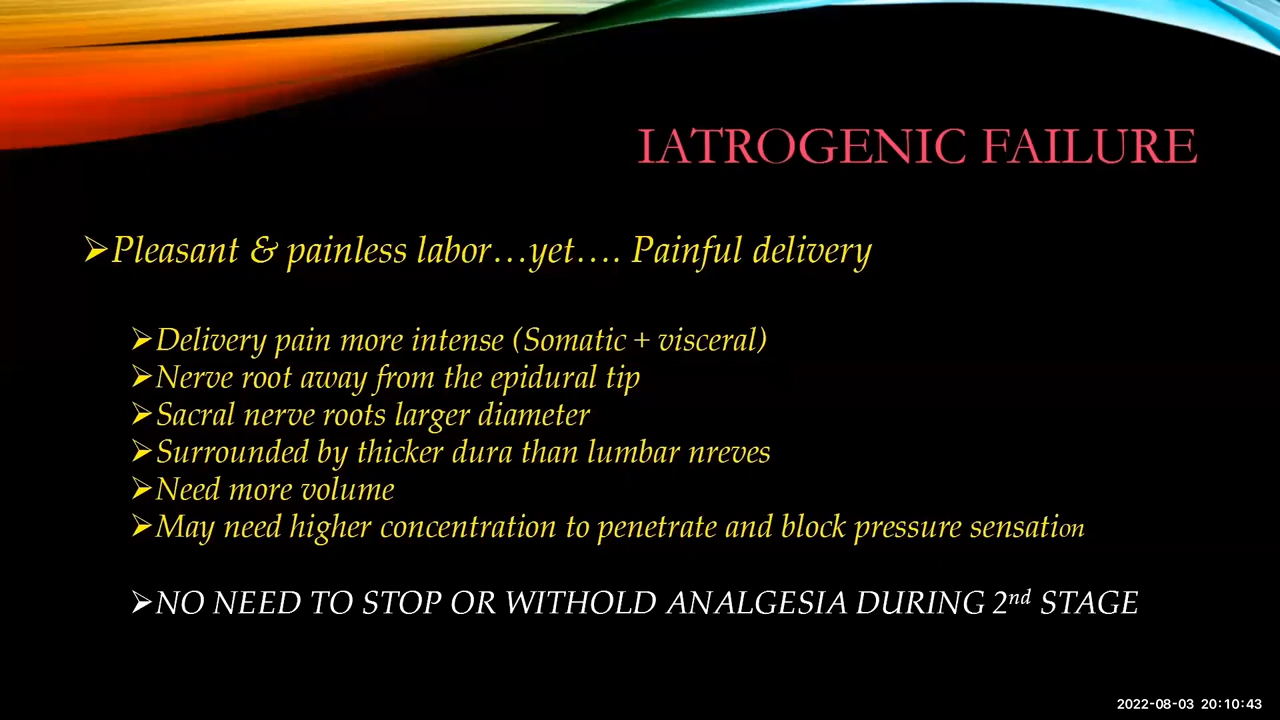 IATROGENIC FAILURE
➢Pleasant & painless labor...yet.... Painful delivery
➢Delivery pain more intense (Somatic + visceral)
➢Nerve root away from the epidural tip
➢Sacral nerve roots larger diameter
➢Surrounded by thicker dura than lumbar nreves
➢Need more volume
➢May need higher concentration to penetrate and block pressure sensation
➢NO NEED TO STOP OR WITHOLD ANALGESIA DURING 2nd STAGE
2022-08-03 20:10:43